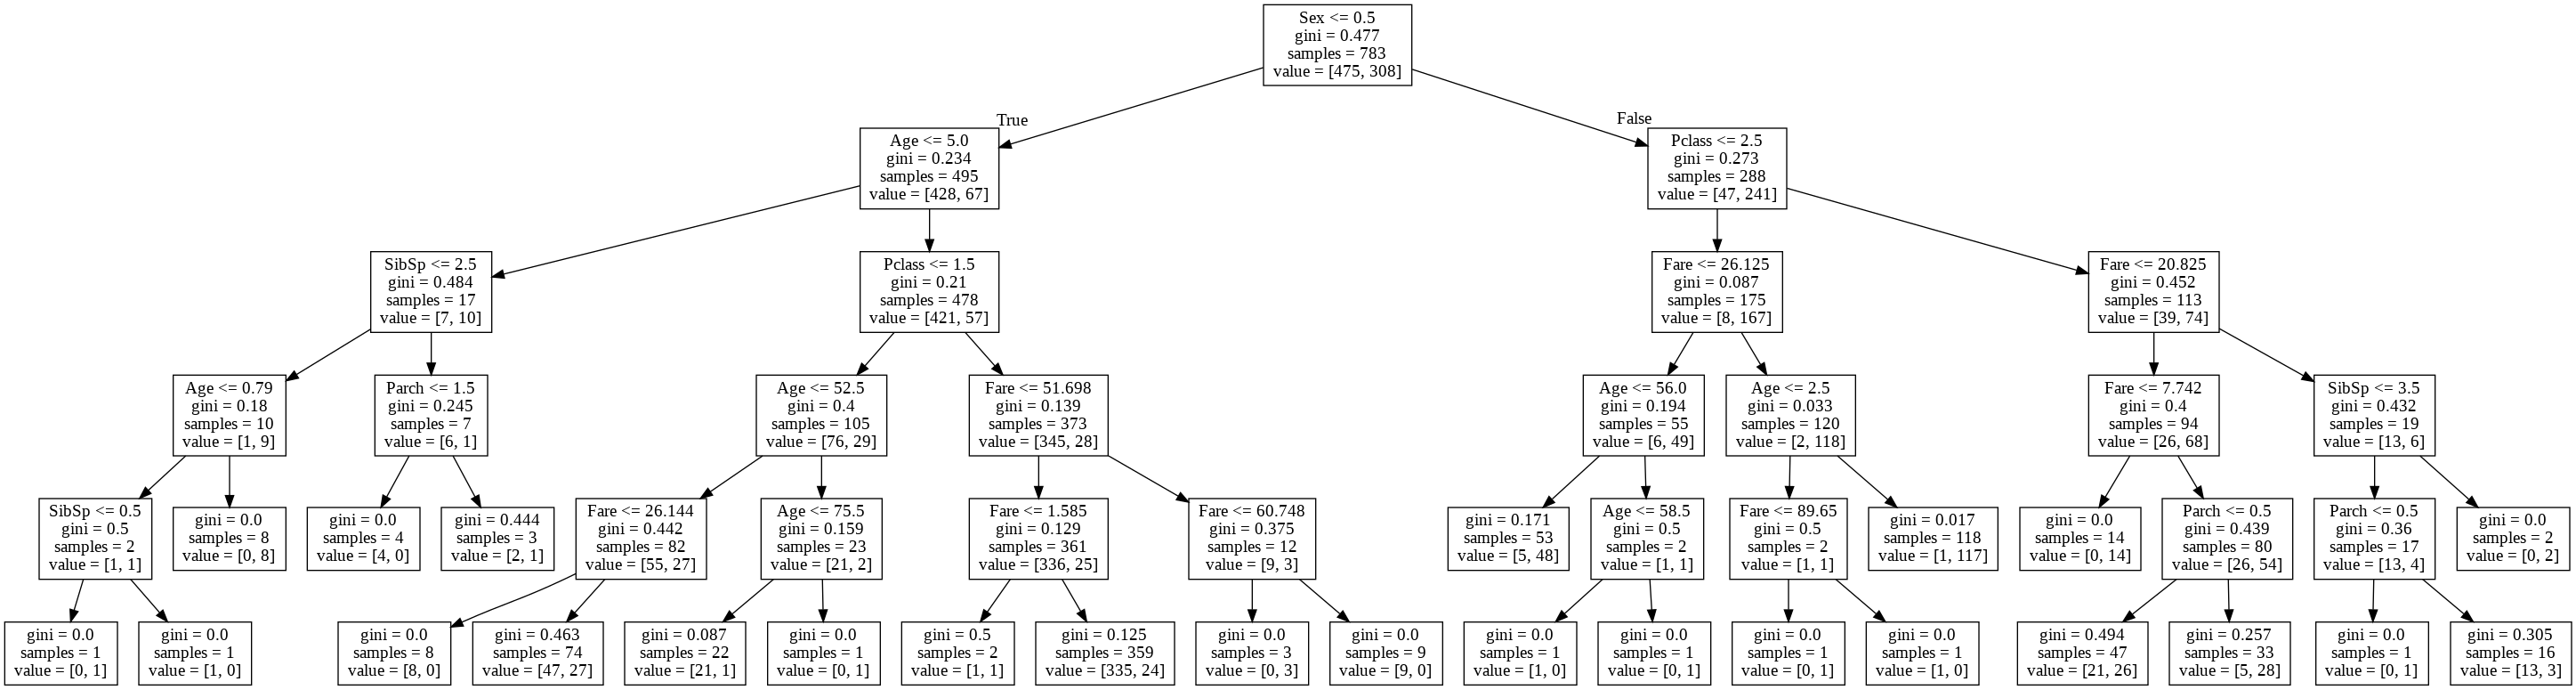 Sex <= 0.5
gini = 0.477
samples = 783
value = [475, 308]
True
False
Age <= 5.0
gini = 0.234
samples = 495
value = [428, 67]
Pclass <= 2.5
gini = 0.273
samples = 288
value = [47, 241]
SibSp <= 2.5
gini = 0.484
samples = 17
value = [7, 10]
Pclass <= 1.5
gini = 0.21
samples = 478
value = [421, 57]
Fare <= 26.125
gini = 0.087
samples = 175
value = [8, 167]
Fare <= 20.825
gini = 0.452
samples = 113
value = [39, 74]
Age <= 0.79
gini = 0.18
samples = 10
value = [1, 9]
Parch <= 1.5
gini = 0.245
samples = 7
value = [6, 1]
Age <= 52.5
gini = 0.4
samples = 105
value = [76, 29]
Fare <= 51.698
gini = 0.139
samples = 373
value = [345, 28]
Age <= 56.0
gini = 0.194
samples = 55
value = [6, 49]
Age <= 2.5
gini = 0.033
samples = 120
value = [2, 118]
Fare <= 7.742
gini = 0.4
samples = 94
value = [26, 68]
SibSp <= 3.5
gini = 0.432
samples = 19
value = [13, 6]
SibSp <= 0.5
gini = 0.5
samples = 2
value = [1, 1]
gini = 0.0
samples = 8
value = [0, 8]
gini = 0.0
samples = 4
value = [4, 0]
gini = 0.444
samples = 3
value = [2, 1]
Fare <= 26.144
gini = 0.442
samples = 82
value = [55, 27]
Age <= 75.5
gini = 0.159
samples = 23
value = [21, 2]
Fare <= 1.585
gini = 0.129
samples = 361
value = [336, 25]
Fare <= 60.748
gini = 0.375
samples = 12
value = [9, 3]
gini = 0.171
samples = 53
value = [5, 48]
Age <= 58.5
gini = 0.5
samples = 2
value = [1, 1]
Fare <= 89.65
gini = 0.5
samples = 2
value = [1, 1]
gini = 0.017
samples = 118
value = [1, 117]
gini = 0.0
samples = 14
value = [0, 14]
Parch <= 0.5
gini = 0.439
samples = 80
value = [26, 54]
Parch <= 0.5
gini = 0.36
samples = 17
value = [13, 4]
gini = 0.0
samples = 2
value = [0, 2]
gini = 0.0
samples = 1
value = [0, 1]
gini = 0.0
samples = 1
value = [1, 0]
gini = 0.0
samples = 8
value = [8, 0]
gini = 0.463
samples = 74
value = [47, 27]
gini = 0.087
samples = 22
value = [21, 1]
gini = 0.0
samples = 1
value = [0, 1]
gini = 0.5
samples = 2
value = [1, 1]
gini = 0.125
samples = 359
value = [335, 24]
gini = 0.0
samples = 3
value = [0, 3]
gini = 0.0
samples = 9
value = [9, 0]
gini = 0.0
samples = 1
value = [1, 0]
gini = 0.0
samples = 1
value = [0, 1]
gini = 0.0
samples = 1
value = [0, 1]
gini = 0.0
samples = 1
value = [1, 0]
gini = 0.494
samples = 47
value = [21, 26]
gini = 0.257
samples = 33
value = [5, 28]
gini = 0.0
samples = 1
value = [0, 1]
gini = 0.305
samples = 16
value = [13, 3]